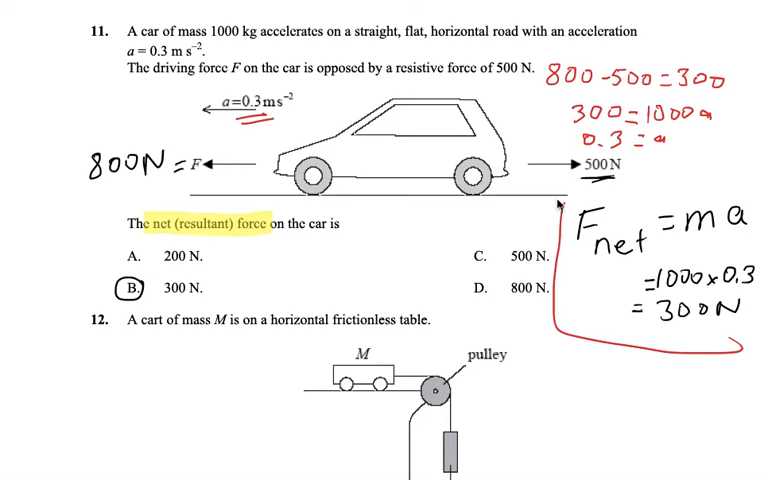 11. A car of mass 1000 kg accelerates on a straight, flat, horizontal road with an acceleration
a = 0.3 m s⁻².
The driving force F on the car is opposed by a resistive force of 500 N.
800 - 500 = 300
300 = 1000 a
0.3 = a
a=0.3 ms⁻²
800N = F
500 N
The net (resultant) force on the car is
A. 200 N.
B. 300 N.
C. 500 N.
D. 800 N.
F net = m a
= 1000 × 0.3
= 300N
12. A cart of mass M is on a horizontal frictionless table.
M
pulley